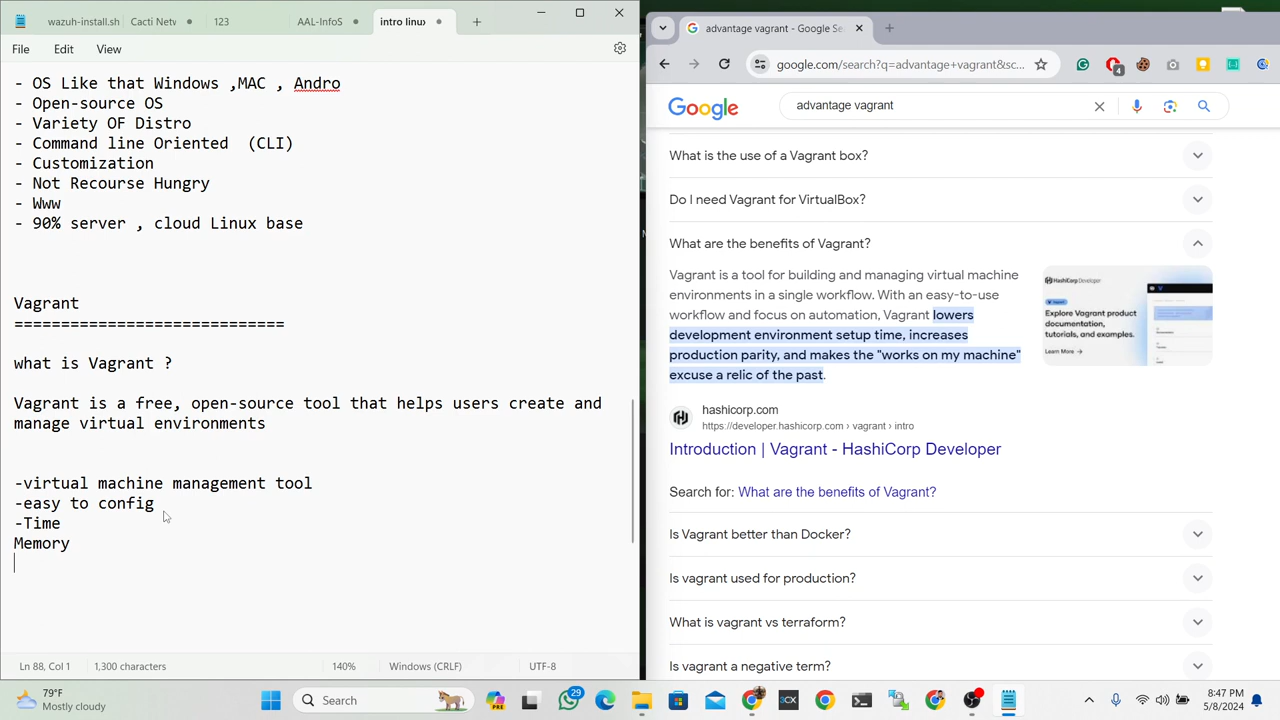 wazuh-install.sh
Cacti Netv
123
AAL-InfoS
intro linux
File
Edit
View
- OS Like that Windows ,MAC , Andro
- Open-source OS
- Variety OF Distro
- Command line Oriented  (CLI)
- Customization
- Not Recourse Hungry
- Www
- 90% server , cloud Linux base
Vagrant
=============================
what is Vagrant ?
Vagrant is a free, open-source tool that helps users create and
manage virtual environments
-virtual machine management tool
-easy to config
-Time
Memory
Ln 88, Col 1
1,300 characters
140%
Windows (CRLF)
UTF-8
advantage vagrant - Google Se
google.com/search?q=advantage+vagrant&sc...
4
Google
advantage vagrant
What is the use of a Vagrant box?
Do I need Vagrant for VirtualBox?
What are the benefits of Vagrant?
Vagrant is a tool for building and managing virtual machine
environments in a single workflow. With an easy-to-use
workflow and focus on automation, Vagrant lowers
development environment setup time, increases
production parity, and makes the "works on my machine"
excuse a relic of the past.
HashiCorp Developer
Explore Vagrant product
documentation,
tutorials, and examples.
Learn More >
hashicorp.com
https://developer.hashicorp.com › vagrant › intro
Introduction | Vagrant - HashiCorp Developer
Search for: What are the benefits of Vagrant?
Is Vagrant better than Docker?
Is vagrant used for production?
What is vagrant vs terraform?
Is vagrant a negative term?
79°F
Mostly cloudy
Search
PRE
29
3CX
8:47 PM
5/8/2024